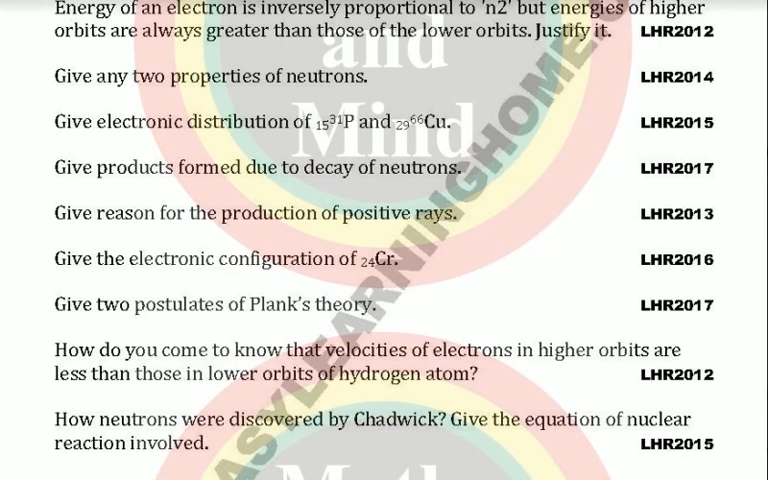 Energy of an electron is inversely proportional to 'n2' but energies of higher
orbits are always greater than those of the lower orbits. Justify it. LHR2012
Give any two properties of neutrons. LHR2014
Give electronic distribution of ₁₅³¹P and ₂₉⁶⁶Cu. LHR2015
Give products formed due to decay of neutrons. LHR2017
Give reason for the production of positive rays. LHR2013
Give the electronic configuration of ₂₄Cr. LHR2016
Give two postulates of Plank's theory. LHR2017
How do you come to know that velocities of electrons in higher orbits are
less than those in lower orbits of hydrogen atom? LHR2012
How neutrons were discovered by Chadwick? Give the equation of nuclear
reaction involved. LHR2015
and
Mind
ASYLEARNINGHOME.